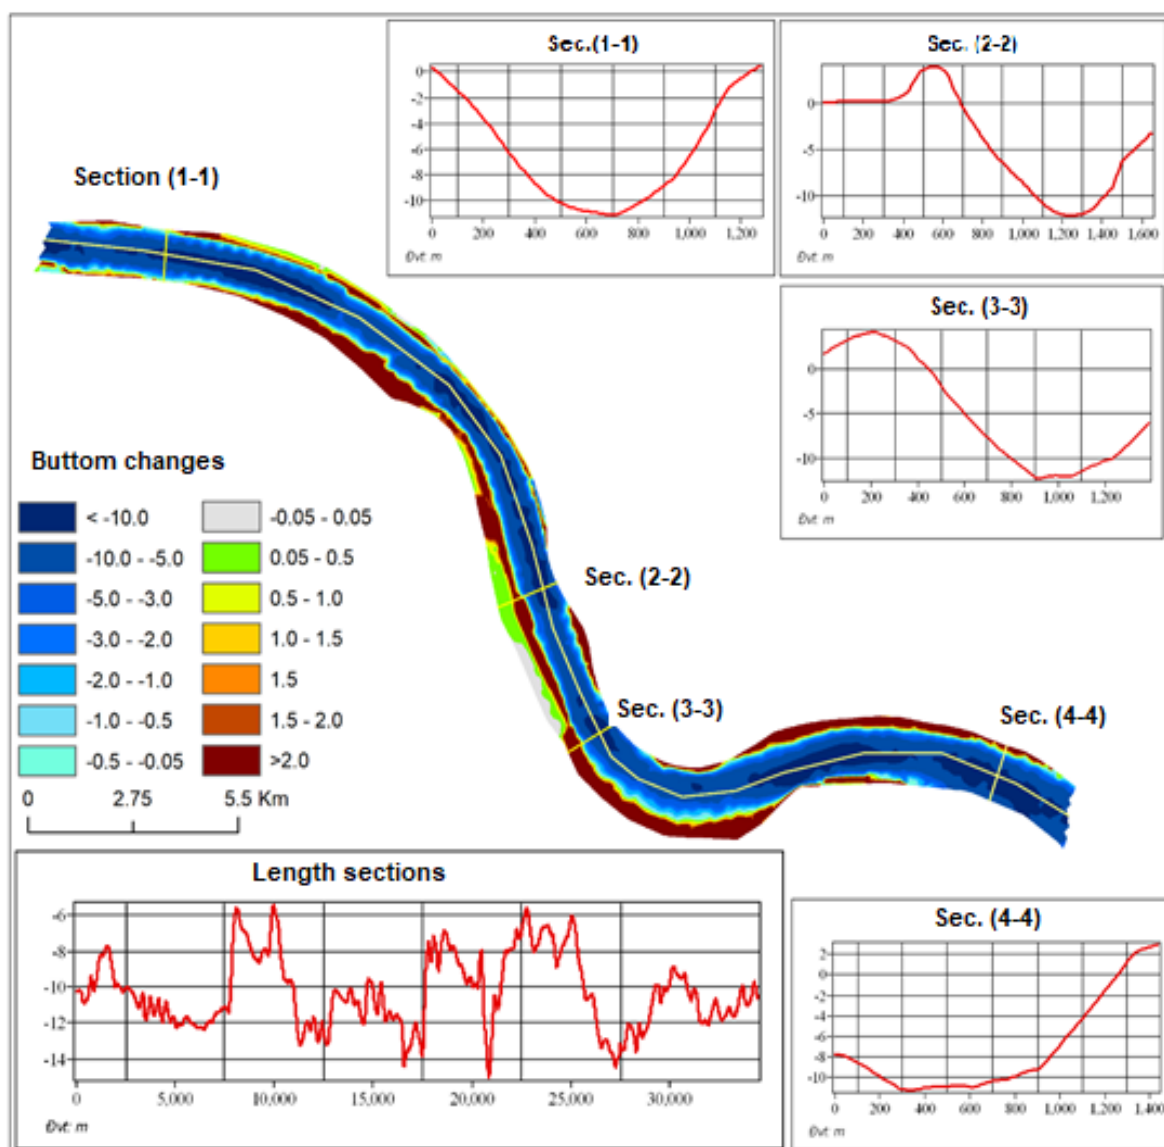 Sec.(1-1)
0
-2
-4
-6
-8
-10
0 200 400 600 800 1,000 1,200
Đvt: m
Sec. (2-2)
0
-5
-10
0 200 400 600 800 1,000 1,200 1,400 1,600
Đvt: m
Section (1-1)
Sec. (3-3)
0
-5
-10
0 200 400 600 800 1,000 1,200
Đvt: m
Buttom changes
< -10.0
-10.0 - -5.0
-5.0 - -3.0
-3.0 - -2.0
-2.0 - -1.0
-1.0 - -0.5
-0.5 - -0.05
-0.05 - 0.05
0.05 - 0.5
0.5 - 1.0
1.0 - 1.5
1.5
1.5 - 2.0
>2.0
0 2.75 5.5 Km
Sec. (2-2)
Sec. (3-3)
Sec. (4-4)
Length sections
-6
-8
-10
-12
-14
0 5,000 10,000 15,000 20,000 25,000 30,000
Đvt: m
Sec. (4-4)
2
0
-2
-4
-6
-8
-10
0 200 400 600 800 1,000 1,200 1,400
Đvt: m